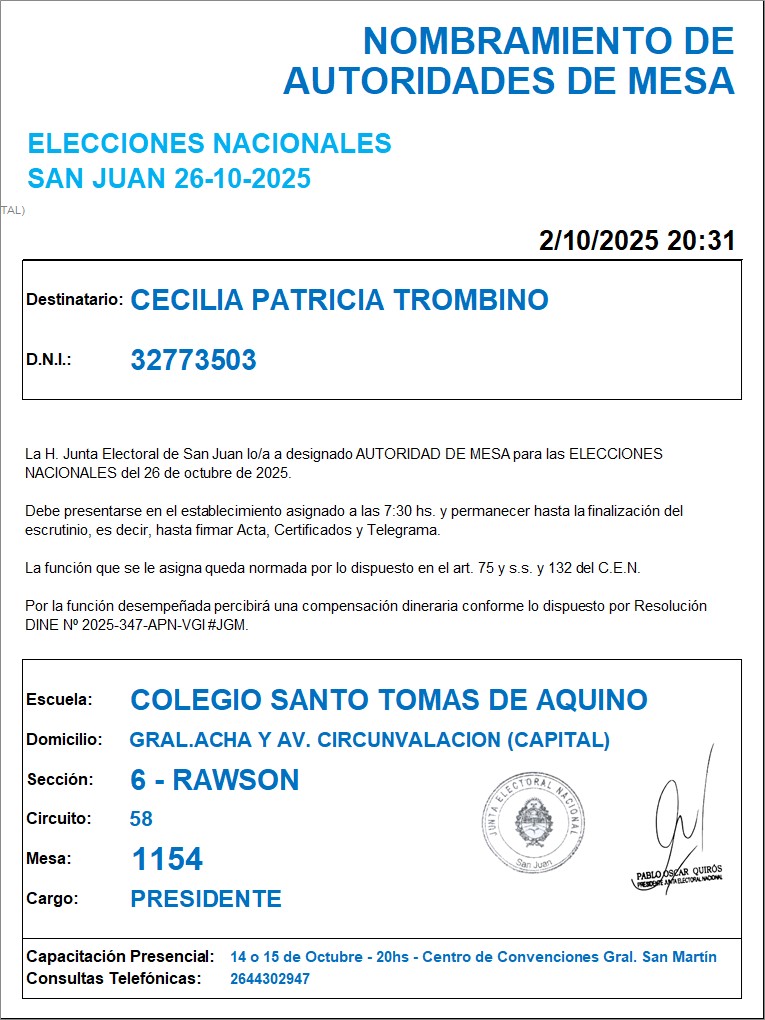 NOMBRAMIENTO DE
AUTORIDADES DE MESA
ELECCIONES NACIONALES
SAN JUAN 26-10-2025
TAL)
2/10/2025 20:31
Destinatario: CECILIA PATRICIA TROMBINO
D.N.I.: 32773503
La H. Junta Electoral de San Juan lo/a a designado AUTORIDAD DE MESA para las ELECCIONES
NACIONALES del 26 de octubre de 2025.
Debe presentarse en el establecimiento asignado a las 7:30 hs. y permanecer hasta la finalización del
escrutinio, es decir, hasta firmar Acta, Certificados y Telegrama.
La función que se le asigna queda normada por lo dispuesto en el art. 75 y s.s. y 132 del C.E.N.
Por la función desempeñada percibirá una compensación dineraria conforme lo dispuesto por Resolución
DINE Nº 2025-347-APN-VGI#JGM.
Escuela: COLEGIO SANTO TOMAS DE AQUINO
Domicilio: GRAL.ACHA Y AV. CIRCUNVALACION (CAPITAL)
Sección: 6 - RAWSON
Circuito: 58
Mesa: 1154
Cargo: PRESIDENTE
JUNTA ELECTORAL NACIONAL
San Juan
PABLO OSCAR QUIRÓS
PRESIDENTE JUNTA ELECTORAL NACIONAL
Capacitación Presencial: 14 o 15 de Octubre - 20hs - Centro de Convenciones Gral. San Martín
Consultas Telefónicas: 2644302947